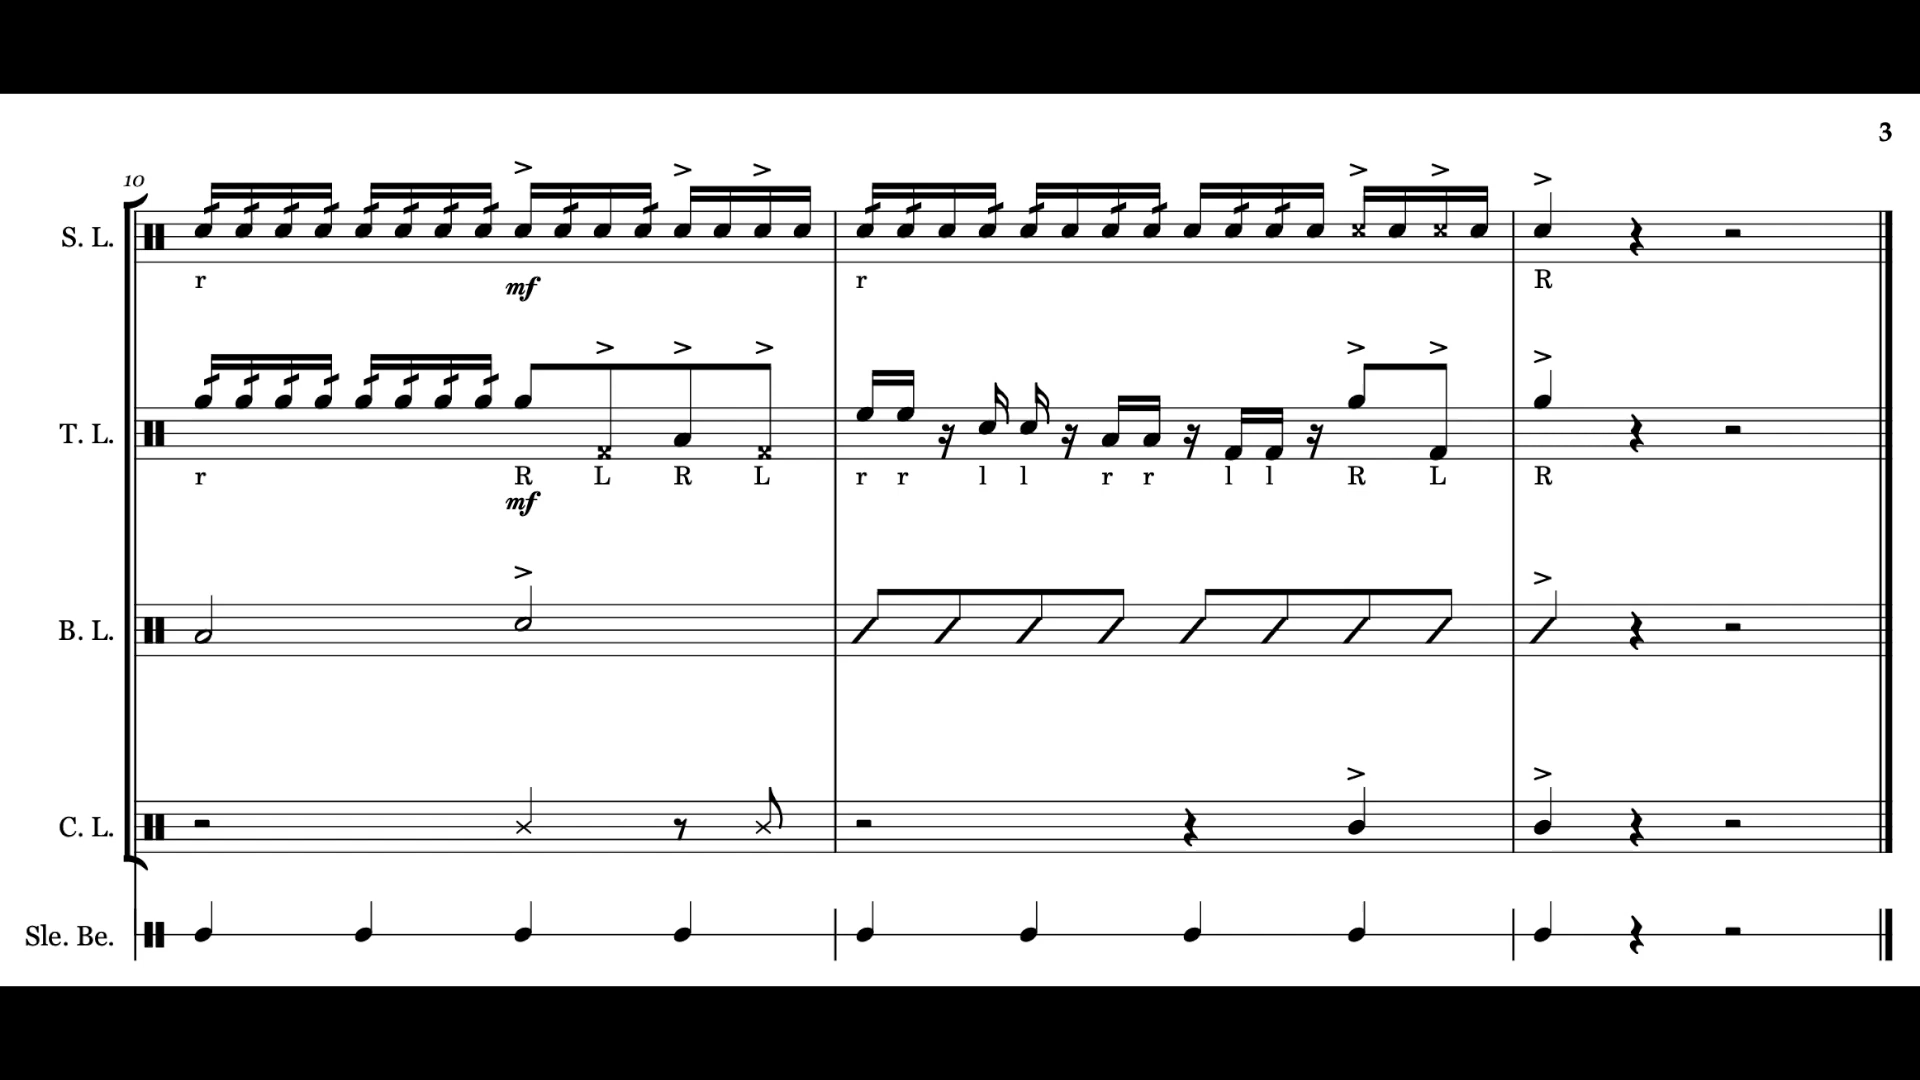 3
10
S. L.
r mf r R
T. L.
r R L R L r r l l r r l l R L R
mf
B. L.
C. L.
Sle. Be.